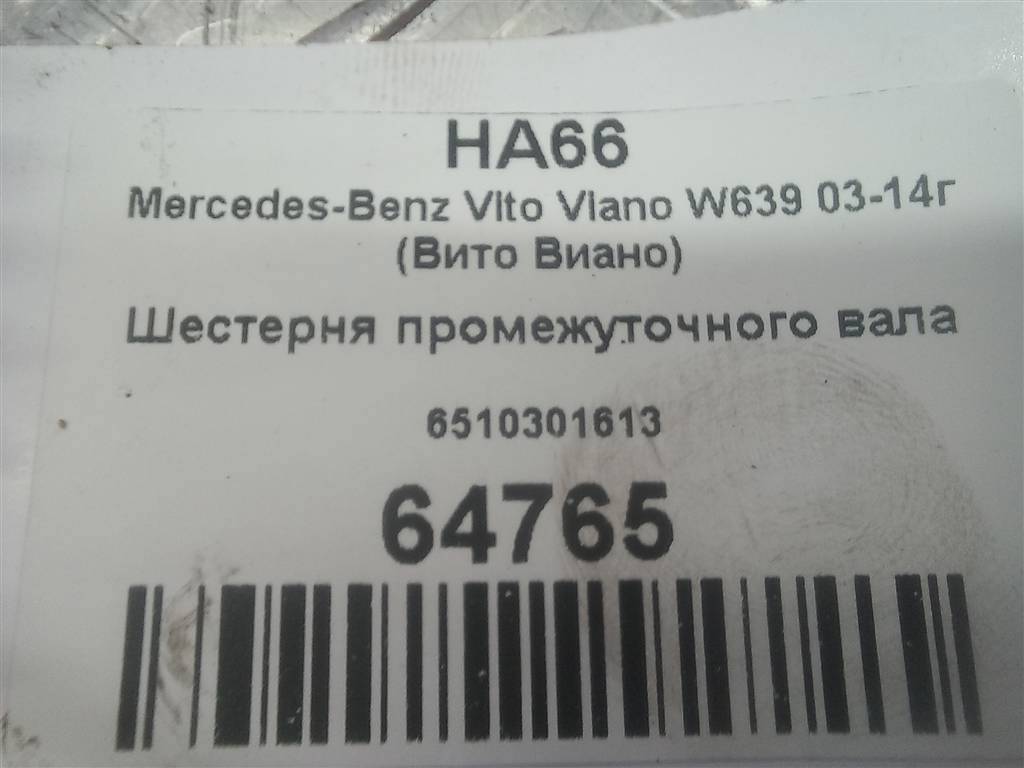 HA66
Mercedes-Benz Vito Viano W639 03-14г
(Вито Виано)
Шестерня промежуточного вала
6510301613
64765